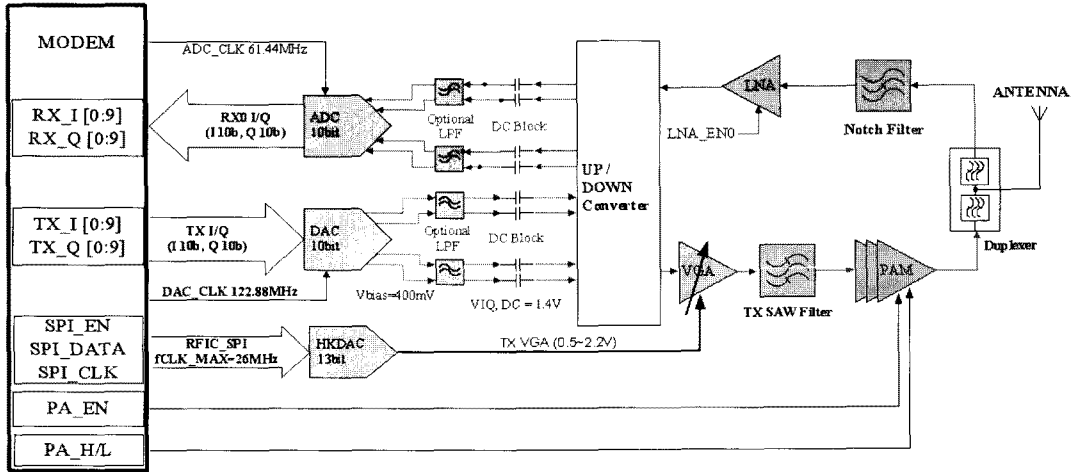 MODEM
ADC_CLK 61.44MHz
RX_I [0:9]
RX_Q [0:9]
RX0 I/Q
(I 10b, Q 10b)
ADC
10bit
Optional
LPF
DC Block
UP /
DOWN
Converter
LNA
LNA_EN0
Notch Filter
ANTENNA
Duplexer
TX_I [0:9]
TX_Q [0:9]
TX I/Q
(I 10b, Q 10b)
DAC
10bit
Optional
LPF
DC Block
DAC_CLK 122.88MHz
Vbias=400mV
VIQ, DC = 1.4V
VGA
TX SAW Filter
PAM
SPI_EN
SPI_DATA
SPI_CLK
RFIC_SPI
fCLK_MAX=26MHz
HKDAC
13bit
TX VGA (0.5~2.2V)
PA_EN
PA_H/L